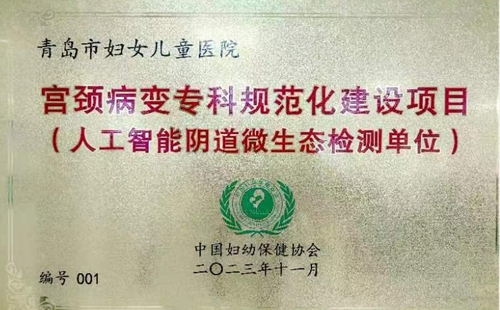 青岛市妇女儿童医院
宫颈病变专科规范化建设项目
（人工智能阴道微生态检测单位）
中国妇幼保健协会
二〇二三年十一月
编号 001